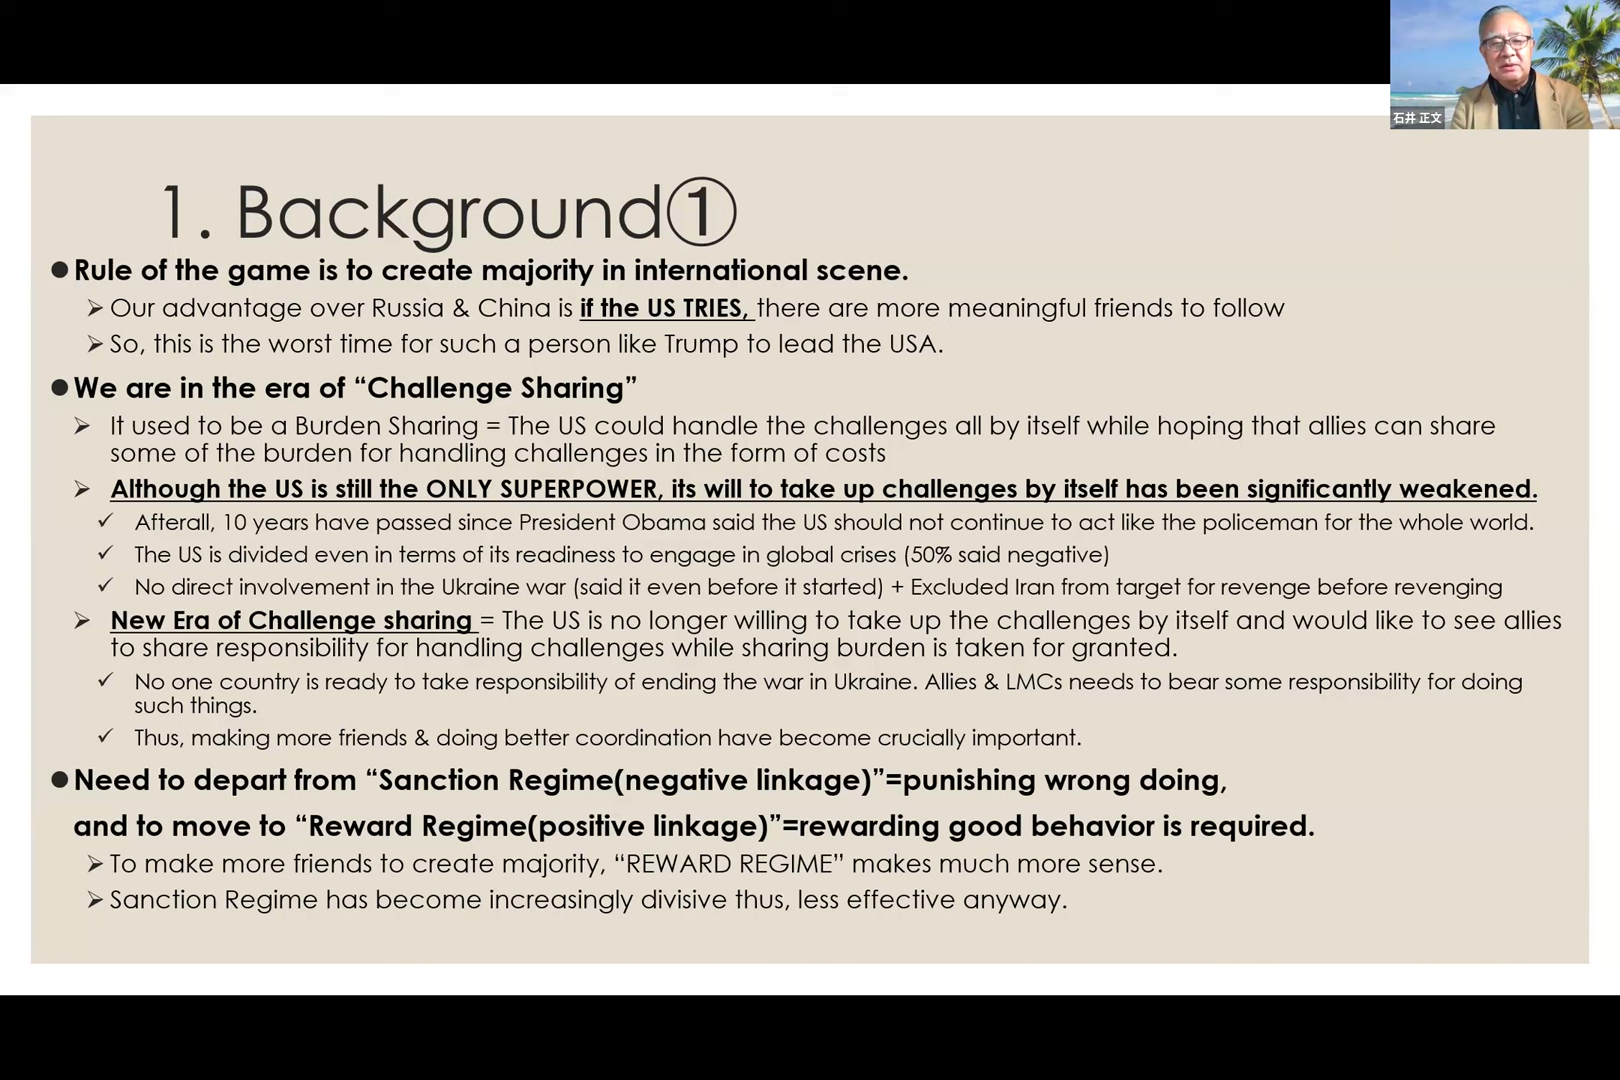 石井 正文
1. Background①
●Rule of the game is to create majority in international scene.
➢Our advantage over Russia & China is if the US TRIES, there are more meaningful friends to follow
➢So, this is the worst time for such a person like Trump to lead the USA.
●We are in the era of “Challenge Sharing”
➢ It used to be a Burden Sharing = The US could handle the challenges all by itself while hoping that allies can share
some of the burden for handling challenges in the form of costs
➢ Although the US is still the ONLY SUPERPOWER, its will to take up challenges by itself has been significantly weakened.
✓ Afterall, 10 years have passed since President Obama said the US should not continue to act like the policeman for the whole world.
✓ The US is divided even in terms of its readiness to engage in global crises (50% said negative)
✓ No direct involvement in the Ukraine war (said it even before it started) + Excluded Iran from target for revenge before revenging
➢ New Era of Challenge sharing = The US is no longer willing to take up the challenges by itself and would like to see allies
to share responsibility for handling challenges while sharing burden is taken for granted.
✓ No one country is ready to take responsibility of ending the war in Ukraine. Allies & LMCs needs to bear some responsibility for doing
such things.
✓ Thus, making more friends & doing better coordination have become crucially important.
●Need to depart from “Sanction Regime(negative linkage)”=punishing wrong doing,
and to move to “Reward Regime(positive linkage)”=rewarding good behavior is required.
➢To make more friends to create majority, “REWARD REGIME” makes much more sense.
➢Sanction Regime has become increasingly divisive thus, less effective anyway.